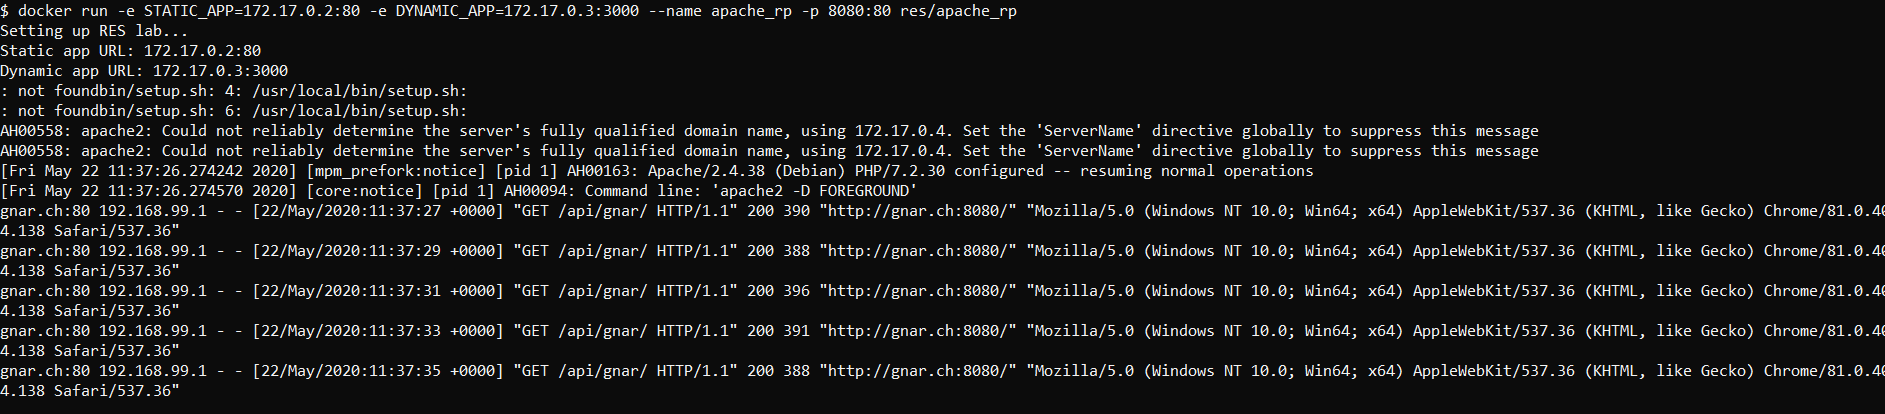 $ docker run -e STATIC_APP=172.17.0.2:80 -e DYNAMIC_APP=172.17.0.3:3000 --name apache_rp -p 8080:80 res/apache_rp
Setting up RES lab...
Static app URL: 172.17.0.2:80
Dynamic app URL: 172.17.0.3:3000
: not foundbin/setup.sh: 4: /usr/local/bin/setup.sh:
: not foundbin/setup.sh: 6: /usr/local/bin/setup.sh:
AH00558: apache2: Could not reliably determine the server's fully qualified domain name, using 172.17.0.4. Set the 'ServerName' directive globally to suppress this message
AH00558: apache2: Could not reliably determine the server's fully qualified domain name, using 172.17.0.4. Set the 'ServerName' directive globally to suppress this message
[Fri May 22 11:37:26.274242 2020] [mpm_prefork:notice] [pid 1] AH00163: Apache/2.4.38 (Debian) PHP/7.2.30 configured -- resuming normal operations
[Fri May 22 11:37:26.274570 2020] [core:notice] [pid 1] AH00094: Command line: 'apache2 -D FOREGROUND'
gnar.ch:80 192.168.99.1 - - [22/May/2020:11:37:27 +0000] "GET /api/gnar/ HTTP/1.1" 200 390 "http://gnar.ch:8080/" "Mozilla/5.0 (Windows NT 10.0; Win64; x64) AppleWebKit/537.36 (KHTML, like Gecko) Chrome/81.0.40
4.138 Safari/537.36"
gnar.ch:80 192.168.99.1 - - [22/May/2020:11:37:29 +0000] "GET /api/gnar/ HTTP/1.1" 200 388 "http://gnar.ch:8080/" "Mozilla/5.0 (Windows NT 10.0; Win64; x64) AppleWebKit/537.36 (KHTML, like Gecko) Chrome/81.0.40
4.138 Safari/537.36"
gnar.ch:80 192.168.99.1 - - [22/May/2020:11:37:31 +0000] "GET /api/gnar/ HTTP/1.1" 200 396 "http://gnar.ch:8080/" "Mozilla/5.0 (Windows NT 10.0; Win64; x64) AppleWebKit/537.36 (KHTML, like Gecko) Chrome/81.0.40
4.138 Safari/537.36"
gnar.ch:80 192.168.99.1 - - [22/May/2020:11:37:33 +0000] "GET /api/gnar/ HTTP/1.1" 200 391 "http://gnar.ch:8080/" "Mozilla/5.0 (Windows NT 10.0; Win64; x64) AppleWebKit/537.36 (KHTML, like Gecko) Chrome/81.0.40
4.138 Safari/537.36"
gnar.ch:80 192.168.99.1 - - [22/May/2020:11:37:35 +0000] "GET /api/gnar/ HTTP/1.1" 200 388 "http://gnar.ch:8080/" "Mozilla/5.0 (Windows NT 10.0; Win64; x64) AppleWebKit/537.36 (KHTML, like Gecko) Chrome/81.0.40
4.138 Safari/537.36"